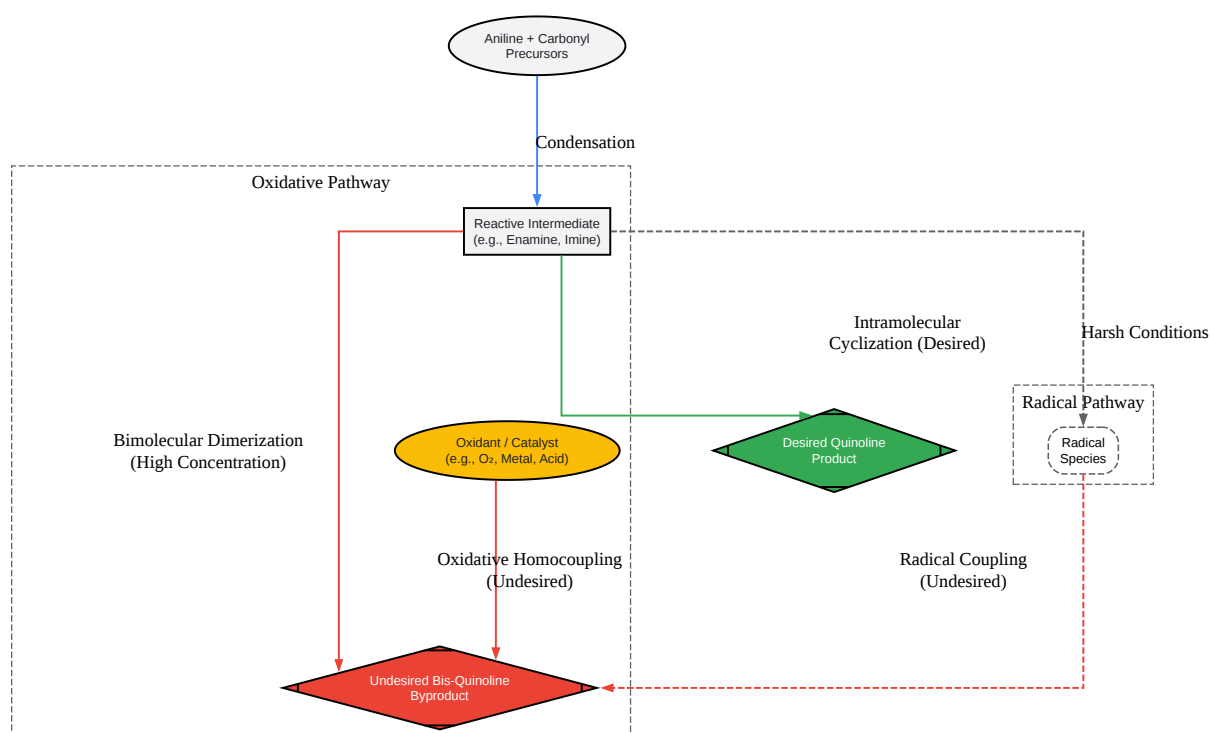 Aniline + Carbonyl
Precursors
Condensation
Oxidative Pathway
Reactive Intermediate
(e.g., Enamine, Imine)
Intramolecular
Cyclization (Desired)
Harsh Conditions
Radical Pathway
Bimolecular Dimerization
(High Concentration)
Oxidant / Catalyst
(e.g., O₂, Metal, Acid)
Desired Quinoline
Product
Radical
Species
Oxidative Homocoupling
(Undesired)
Radical Coupling
(Undesired)
Undesired Bis-Quinoline
Byproduct